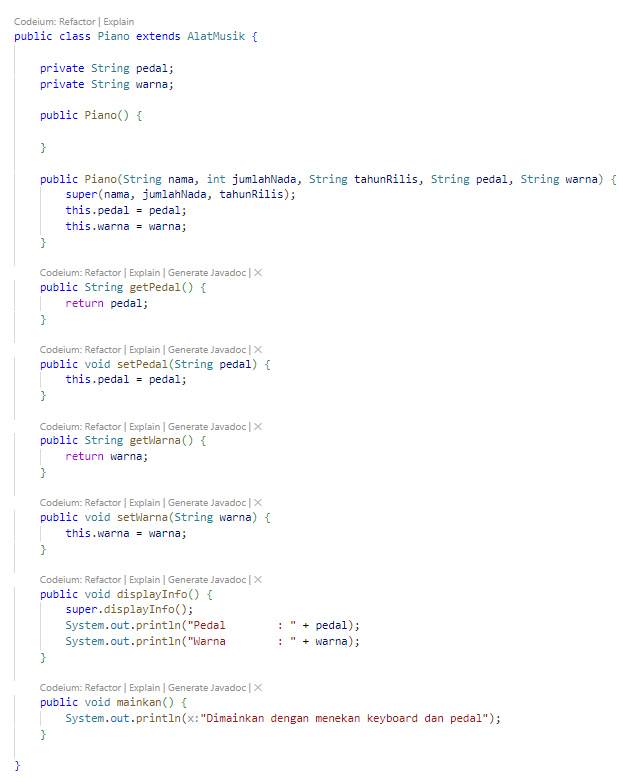 Codeium: Refactor | Explain
public class Piano extends AlatMusik {
private String pedal;
private String warna;
public Piano() {
}
public Piano(String nama, int jumlahNada, String tahunRilis, String pedal, String warna) {
super(nama, jumlahNada, tahunRilis);
this.pedal = pedal;
this.warna = warna;
}
Codeium: Refactor | Explain | Generate Javadoc | ×
public String getPedal() {
return pedal;
}
Codeium: Refactor | Explain | Generate Javadoc | ×
public void setPedal(String pedal) {
this.pedal = pedal;
}
Codeium: Refactor | Explain | Generate Javadoc | ×
public String getWarna() {
return warna;
}
Codeium: Refactor | Explain | Generate Javadoc | ×
public void setWarna(String warna) {
this.warna = warna;
}
Codeium: Refactor | Explain | Generate Javadoc | ×
public void displayInfo() {
super.displayInfo();
System.out.println("Pedal        : " + pedal);
System.out.println("Warna        : " + warna);
}
Codeium: Refactor | Explain | Generate Javadoc | ×
public void mainkan() {
System.out.println(x:"Dimainkan dengan menekan keyboard dan pedal");
}
}